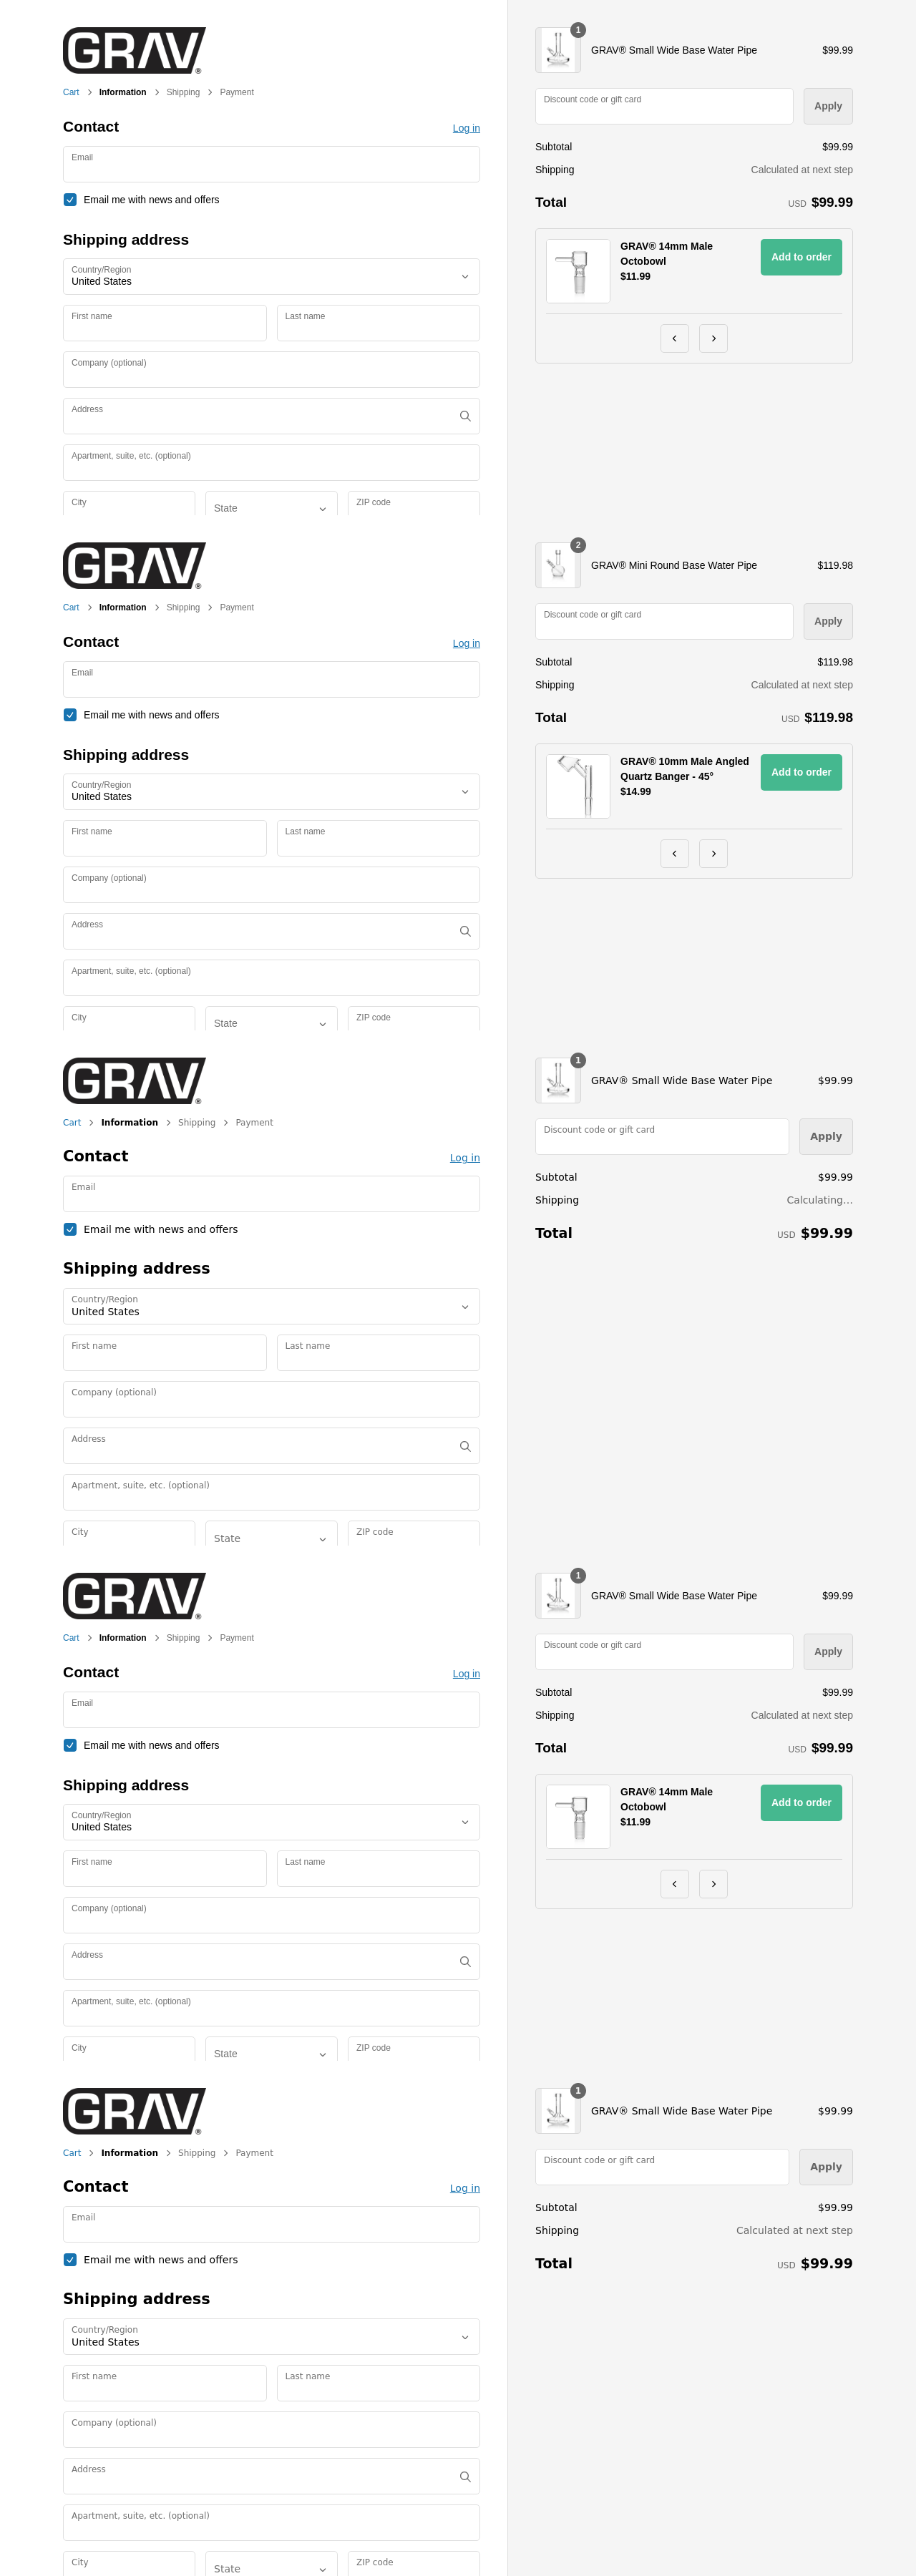 GRAV®
Cart > Information > Shipping > Payment
Contact
Log in
Email
Email me with news and offers
Shipping address
Country/Region
United States
First name
Last name
Company (optional)
Address
Apartment, suite, etc. (optional)
City
State
ZIP code
1
GRAV® Small Wide Base Water Pipe
$99.99
Discount code or gift card
Apply
Subtotal
$99.99
Shipping
Calculated at next step
Total
USD $99.99
GRAV® 14mm Male
Octobowl
$11.99
Add to order
GRAV®
Cart > Information > Shipping > Payment
Contact
Log in
Email
Email me with news and offers
Shipping address
Country/Region
United States
First name
Last name
Company (optional)
Address
Apartment, suite, etc. (optional)
City
State
ZIP code
2
GRAV® Mini Round Base Water Pipe
$119.98
Discount code or gift card
Apply
Subtotal
$119.98
Shipping
Calculated at next step
Total
USD $119.98
GRAV® 10mm Male Angled
Quartz Banger - 45°
$14.99
Add to order
GRAV®
Cart > Information > Shipping > Payment
Contact
Log in
Email
Email me with news and offers
Shipping address
Country/Region
United States
First name
Last name
Company (optional)
Address
Apartment, suite, etc. (optional)
City
State
ZIP code
1
GRAV® Small Wide Base Water Pipe
$99.99
Discount code or gift card
Apply
Subtotal
$99.99
Shipping
Calculating…
Total
USD $99.99
GRAV®
Cart > Information > Shipping > Payment
Contact
Log in
Email
Email me with news and offers
Shipping address
Country/Region
United States
First name
Last name
Company (optional)
Address
Apartment, suite, etc. (optional)
City
State
ZIP code
1
GRAV® Small Wide Base Water Pipe
$99.99
Discount code or gift card
Apply
Subtotal
$99.99
Shipping
Calculated at next step
Total
USD $99.99
GRAV® 14mm Male
Octobowl
$11.99
Add to order
GRAV®
Cart > Information > Shipping > Payment
Contact
Log in
Email
Email me with news and offers
Shipping address
Country/Region
United States
First name
Last name
Company (optional)
Address
Apartment, suite, etc. (optional)
City
State
ZIP code
1
GRAV® Small Wide Base Water Pipe
$99.99
Discount code or gift card
Apply
Subtotal
$99.99
Shipping
Calculated at next step
Total
USD $99.99